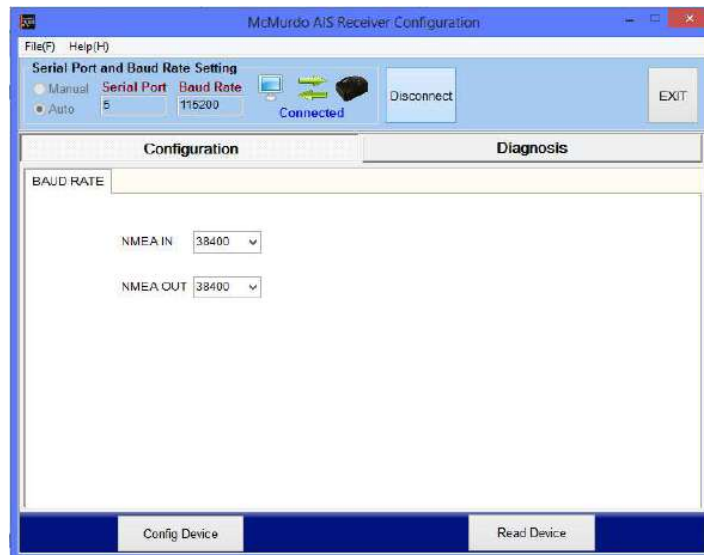 McMurdo AIS Receiver Configuration
File(F) Help(H)
Serial Port and Baud Rate Setting
Manual Serial Port Baud Rate
Auto 5 115200
Connected
Disconnect
EXIT
Configuration Diagnosis
BAUD RATE
NMEA IN 38400
NMEA OUT 38400
Config Device Read Device